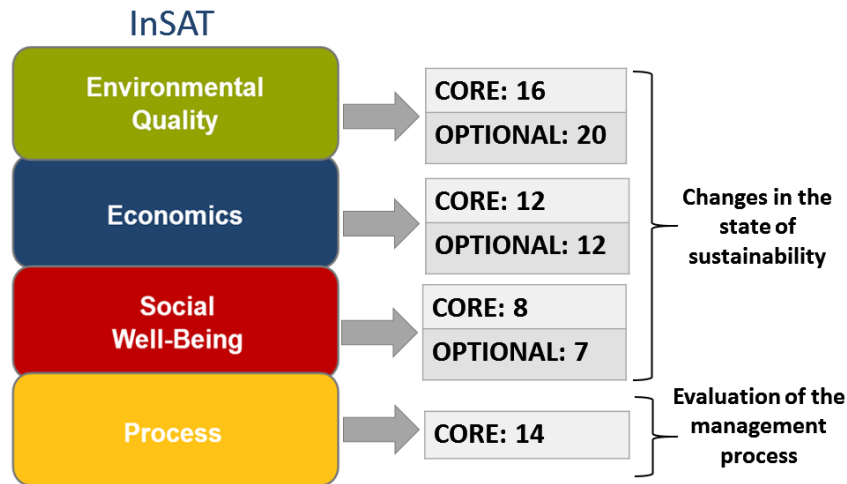 InSAT
Environmental
Quality
CORE: 16
OPTIONAL: 20
Economics
CORE: 12
OPTIONAL: 12
Social
Well-Being
CORE: 8
OPTIONAL: 7
Changes in the
state of
sustainability
Process
CORE: 14
Evaluation of the
management
process